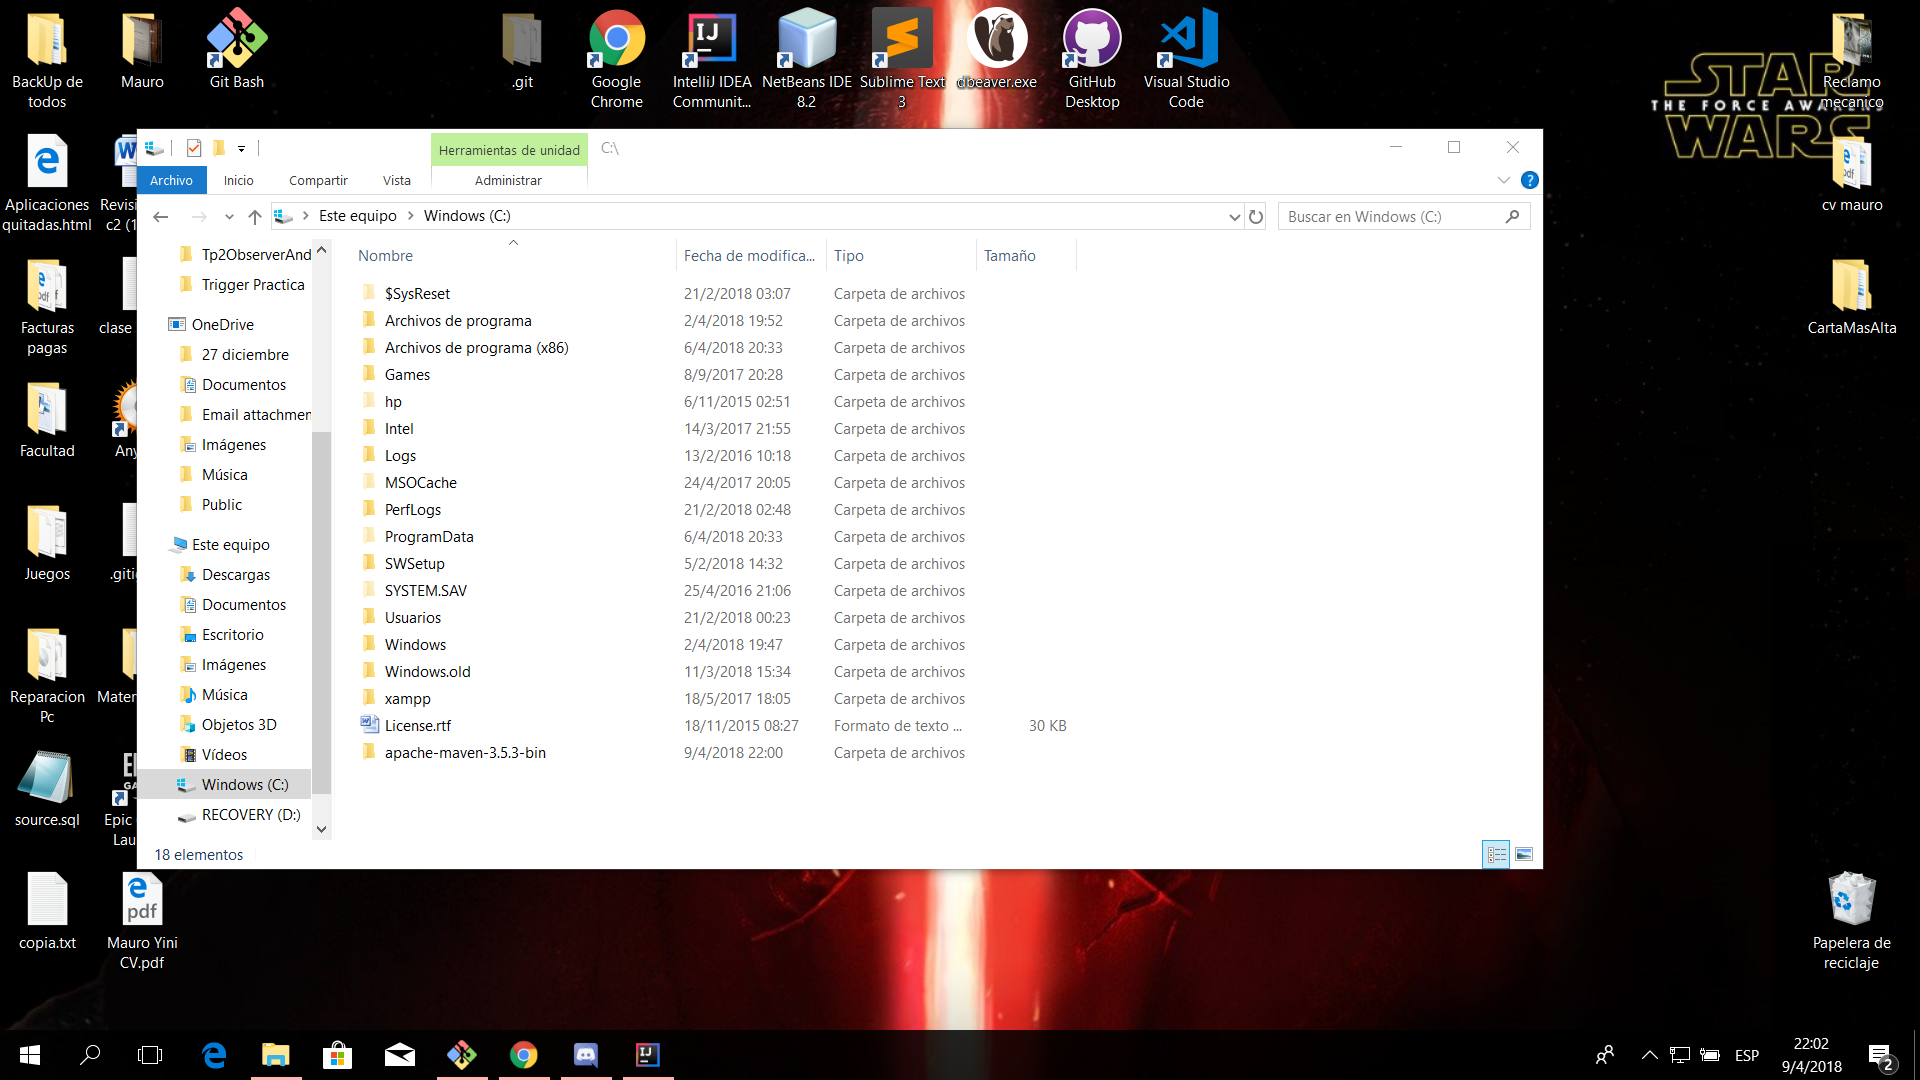 BackUp de
todos
Mauro
Git Bash
.git
Google
Chrome
IntelliJ IDEA
Communit...
NetBeans IDE
8.2
Sublime Text
3
dbeaver.exe
GitHub
Desktop
Visual Studio
Code
STAR
THE FORCE AWAKENS
WARS
Reclamo
mecanico
Aplicaciones
quitadas.html
Revisi
c2 (1
cv mauro
Facturas
pagas
clase
CartaMasAlta
Facultad
Any
Juegos
.giti
Reparacion
Pc
Mater
source.sql
Epic
Lau
copia.txt
pdf
Mauro Yini
CV.pdf
Papelera de
reciclaje
Herramientas de unidad
C:\
Archivo
Inicio
Compartir
Vista
Administrar
Este equipo
Windows (C:)
Buscar en Windows (C:)
Tp2ObserverAnd
Trigger Practica
OneDrive
27 diciembre
Documentos
Email attachmen
Imágenes
Música
Public
Este equipo
Descargas
Documentos
Escritorio
Imágenes
Música
Objetos 3D
Vídeos
Windows (C:)
RECOVERY (D:)
Nombre Fecha de modifica... Tipo Tamaño
$SysReset 21/2/2018 03:07 Carpeta de archivos
Archivos de programa 2/4/2018 19:52 Carpeta de archivos
Archivos de programa (x86) 6/4/2018 20:33 Carpeta de archivos
Games 8/9/2017 20:28 Carpeta de archivos
hp 6/11/2015 02:51 Carpeta de archivos
Intel 14/3/2017 21:55 Carpeta de archivos
Logs 13/2/2016 10:18 Carpeta de archivos
MSOCache 24/4/2017 20:05 Carpeta de archivos
PerfLogs 21/2/2018 02:48 Carpeta de archivos
ProgramData 6/4/2018 20:33 Carpeta de archivos
SWSetup 5/2/2018 14:32 Carpeta de archivos
SYSTEM.SAV 25/4/2016 21:06 Carpeta de archivos
Usuarios 21/2/2018 00:23 Carpeta de archivos
Windows 2/4/2018 19:47 Carpeta de archivos
Windows.old 11/3/2018 15:34 Carpeta de archivos
xampp 18/5/2017 18:05 Carpeta de archivos
License.rtf 18/11/2015 08:27 Formato de texto ... 30 KB
apache-maven-3.5.3-bin 9/4/2018 22:00 Carpeta de archivos
18 elementos
ESP
22:02
9/4/2018
2